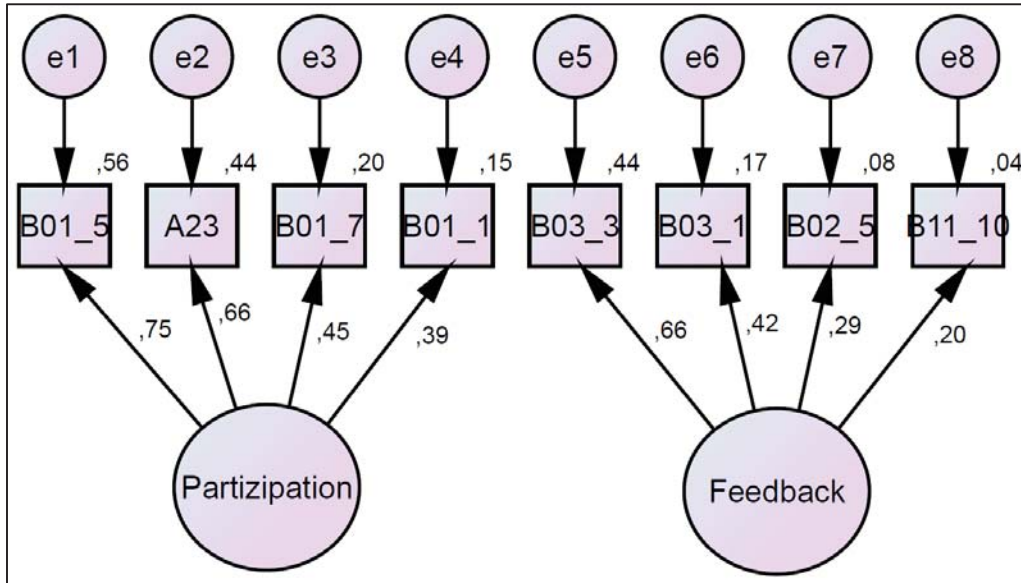 e1 e2 e3 e4 e5 e6 e7 e8
,56 ,44 ,20 ,15 ,44 ,17 ,08 ,04
B01_5 A23 B01_7 B01_1 B03_3 B03_1 B02_5 B11_10
,75 ,66 ,45 ,39 ,66 ,42 ,29 ,20
Partizipation Feedback